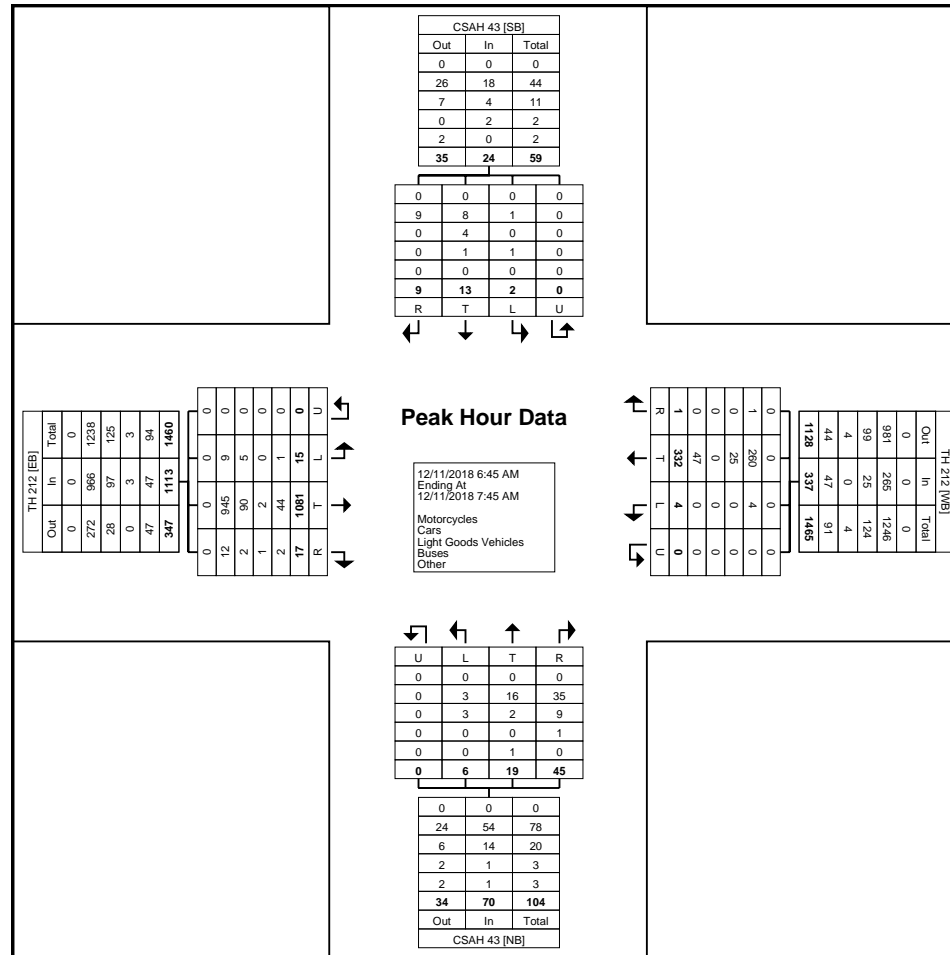 CSAH 43 [SB]
Out In Total
0 0 0
26 18 44
7 4 11
0 2 2
2 0 2
35 24 59
0 0 0 0
9 8 1 0
0 4 0 0
0 1 1 0
0 0 0 0
9 13 2 0
R T L U
TH 212 [EB]
Total 0 1238 125 3 94 1460
In 0 966 97 3 47 1113
Out 0 272 28 0 47 347
0 0 0 0 0 0 U
0 9 5 0 1 15 L
0 945 90 2 44 1081 T
0 12 2 1 2 17 R
Peak Hour Data
12/11/2018 6:45 AM
Ending At
12/11/2018 7:45 AM
Motorcycles
Cars
Light Goods Vehicles
Buses
Other
R 1 0 0 0 1 0
T 332 47 0 25 260 0
L 4 0 0 0 4 0
U 0 0 0 0 0 0
TH 212 [WB]
Out 0 981 99 4 44 1128
In 0 265 25 0 47 337
Total 0 1246 124 4 91 1465
U L T R
0 0 0 0
0 3 16 35
0 3 2 9
0 0 0 1
0 0 1 0
0 6 19 45
0 0 0
24 54 78
6 14 20
2 1 3
2 1 3
34 70 104
Out In Total
CSAH 43 [NB]